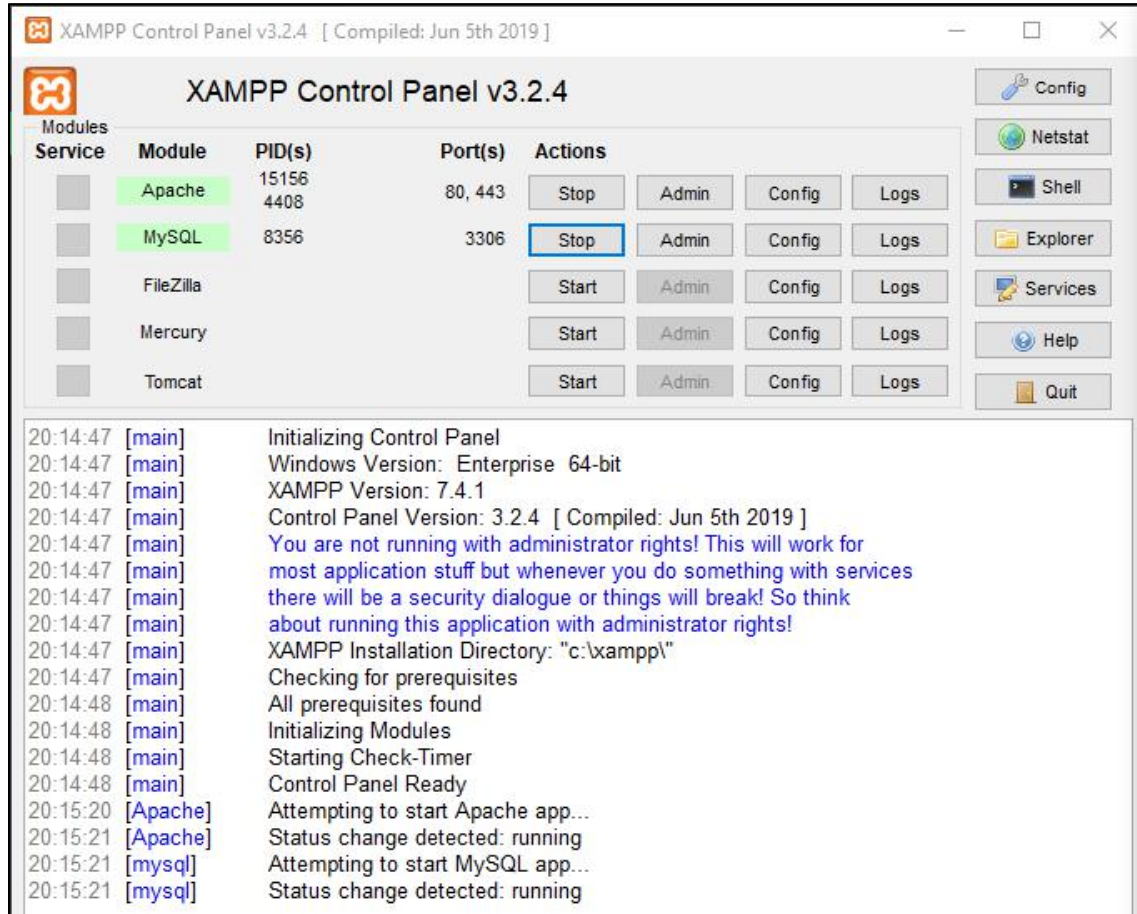 XAMPP Control Panel v3.2.4 [ Compiled: Jun 5th 2019 ]
XAMPP Control Panel v3.2.4
Config
Netstat
Shell
Explorer
Services
Help
Quit
Modules
Service Module PID(s) Port(s) Actions
Apache 15156 4408 80, 443 Stop Admin Config Logs
MySQL 8356 3306 Stop Admin Config Logs
FileZilla Start Admin Config Logs
Mercury Start Admin Config Logs
Tomcat Start Admin Config Logs
20:14:47 [main] Initializing Control Panel
20:14:47 [main] Windows Version: Enterprise 64-bit
20:14:47 [main] XAMPP Version: 7.4.1
20:14:47 [main] Control Panel Version: 3.2.4 [ Compiled: Jun 5th 2019 ]
20:14:47 [main] You are not running with administrator rights! This will work for
20:14:47 [main] most application stuff but whenever you do something with services
20:14:47 [main] there will be a security dialogue or things will break! So think
20:14:47 [main] about running this application with administrator rights!
20:14:47 [main] XAMPP Installation Directory: "c:\xampp\"
20:14:47 [main] Checking for prerequisites
20:14:48 [main] All prerequisites found
20:14:48 [main] Initializing Modules
20:14:48 [main] Starting Check-Timer
20:14:48 [main] Control Panel Ready
20:15:20 [Apache] Attempting to start Apache app...
20:15:21 [Apache] Status change detected: running
20:15:21 [mysql] Attempting to start MySQL app...
20:15:21 [mysql] Status change detected: running